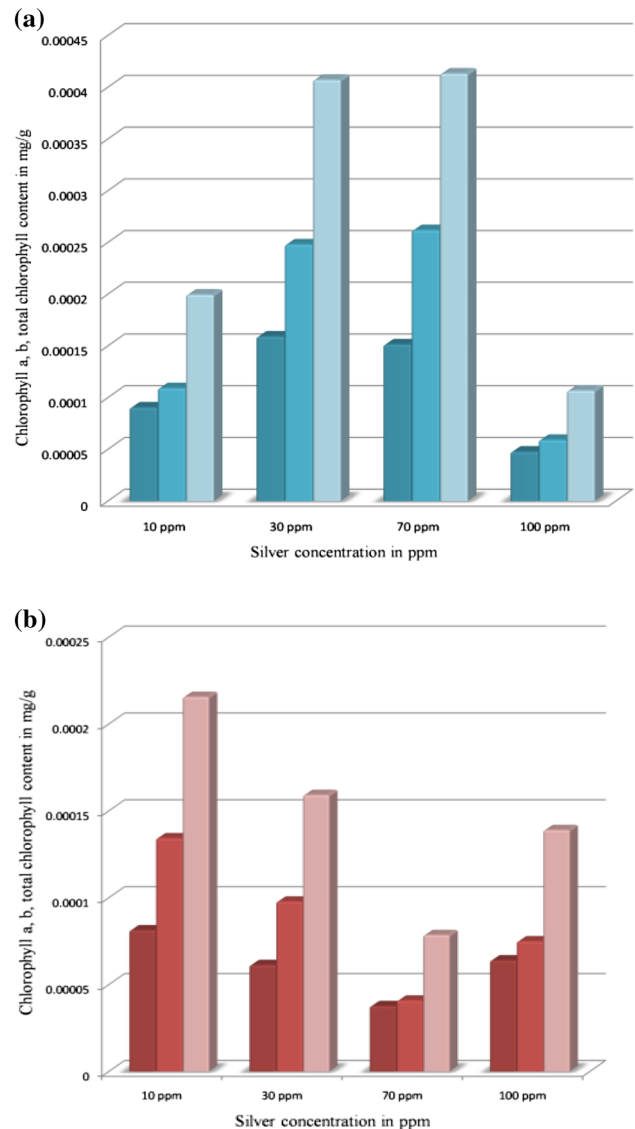 (a)
Chlorophyll a, b, total chlorophyll content in mg/g
0.00045
0.0004
0.00035
0.0003
0.00025
0.0002
0.00015
0.0001
0.00005
0
10 ppm 30 ppm 70 ppm 100 ppm
Silver concentration in ppm
(b)
Chlorophyll a, b, total chlorophyll content in mg/g
0.00025
0.0002
0.00015
0.0001
0.00005
0
10 ppm 30 ppm 70 ppm 100 ppm
Silver concentration in ppm